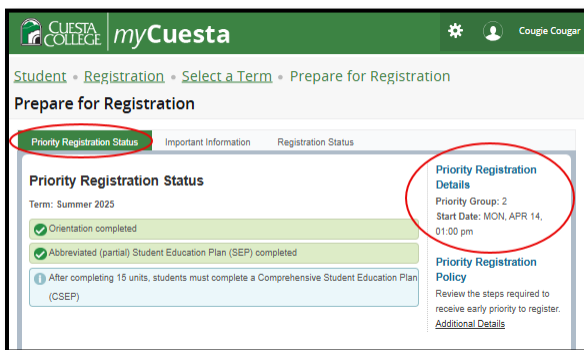 CUESTA COLLEGE myCuesta
Cougie Cougar
Student • Registration • Select a Term • Prepare for Registration
Prepare for Registration
Priority Registration Status
Important Information
Registration Status
Priority Registration Status
Term: Summer 2025
Orientation completed
Abbreviated (partial) Student Education Plan (SEP) completed
After completing 15 units, students must complete a Comprehensive Student Education Plan
(CSEP)
Priority Registration
Details
Priority Group: 2
Start Date: MON, APR 14,
01:00 pm
Priority Registration
Policy
Review the steps required to
receive early priority to register.
Additional Details